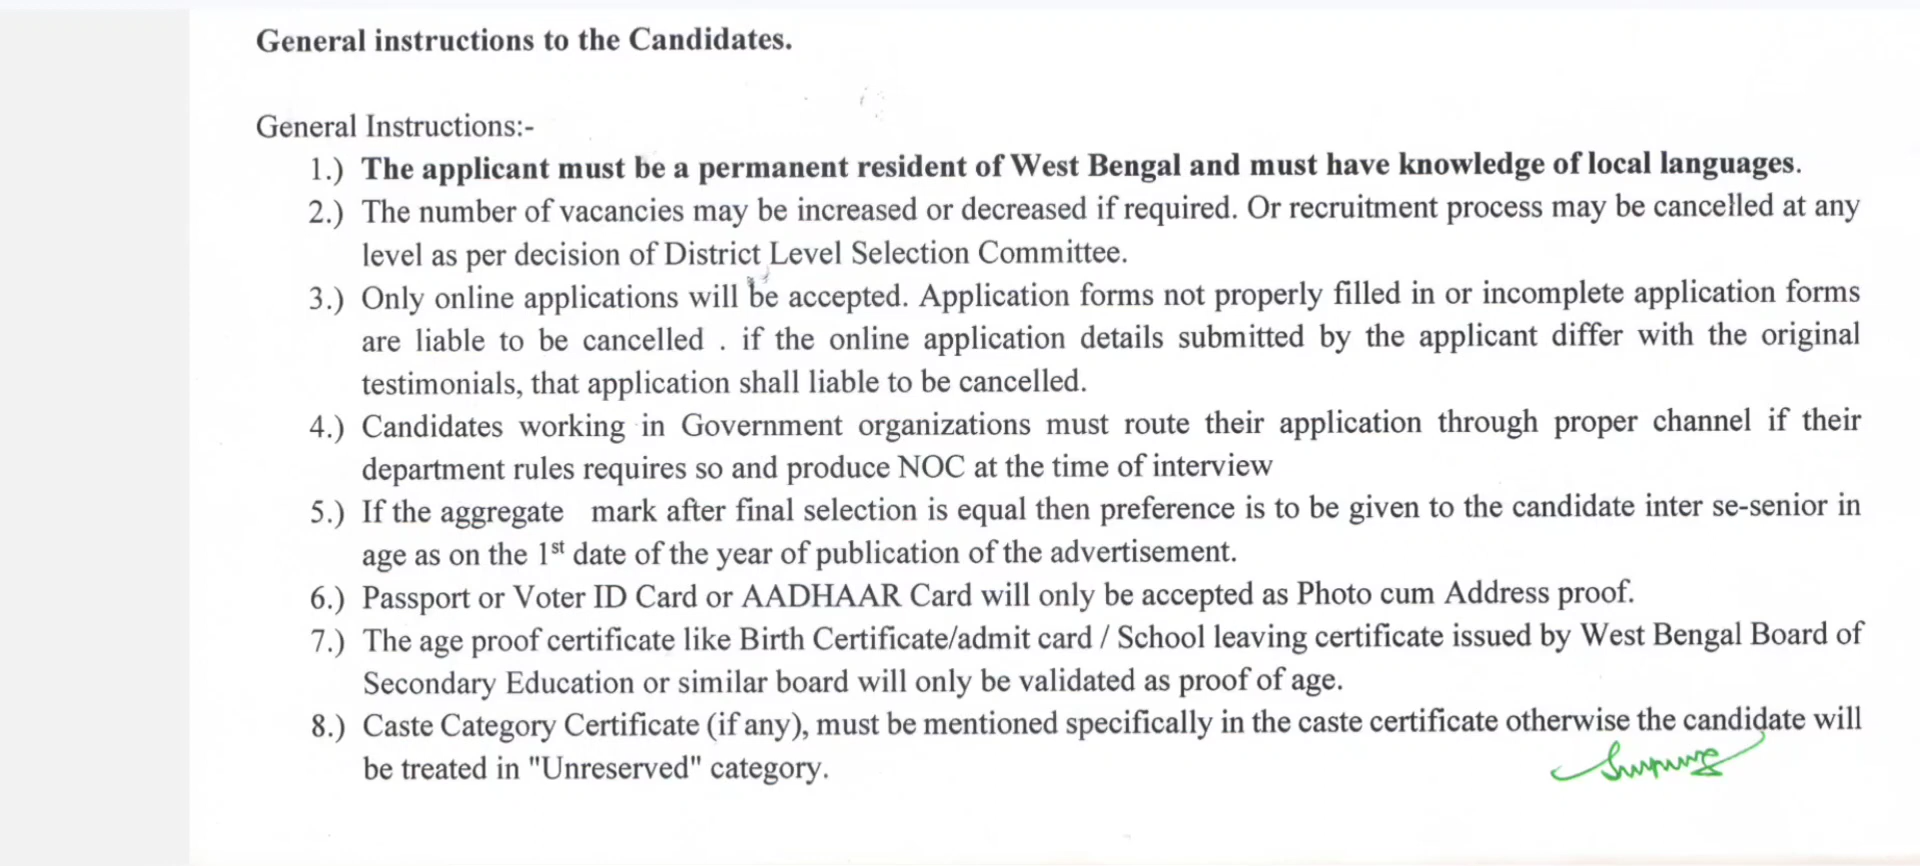 General instructions to the Candidates.
General Instructions:-
1.) The applicant must be a permanent resident of West Bengal and must have knowledge of local languages.
2.) The number of vacancies may be increased or decreased if required. Or recruitment process may be cancelled at any
level as per decision of District Level Selection Committee.
3.) Only online applications will be accepted. Application forms not properly filled in or incomplete application forms
are liable to be cancelled . if the online application details submitted by the applicant differ with the original
testimonials, that application shall liable to be cancelled.
4.) Candidates working in Government organizations must route their application through proper channel if their
department rules requires so and produce NOC at the time of interview
5.) If the aggregate mark after final selection is equal then preference is to be given to the candidate inter se-senior in
age as on the 1st date of the year of publication of the advertisement.
6.) Passport or Voter ID Card or AADHAAR Card will only be accepted as Photo cum Address proof.
7.) The age proof certificate like Birth Certificate/admit card / School leaving certificate issued by West Bengal Board of
Secondary Education or similar board will only be validated as proof of age.
8.) Caste Category Certificate (if any), must be mentioned specifically in the caste certificate otherwise the candidate will
be treated in "Unreserved" category.